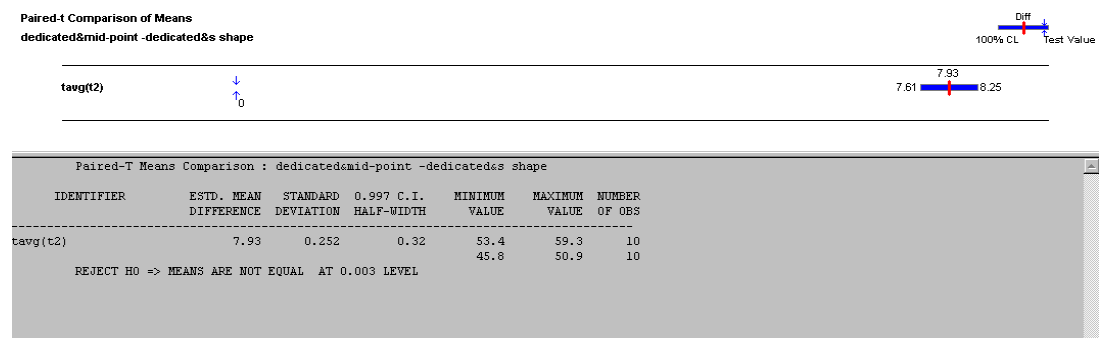 Paired-t Comparison of Means
dedicated&mid-point -dedicated&s shape
Diff
100% CL Test Value
tavg(t2)
0
7.93
7.61 8.25
Paired-T Means Comparison : dedicated&mid-point -dedicated&s shape
IDENTIFIER ESTD. MEAN STANDARD 0.997 C.I. MINIMUM MAXIMUM NUMBER
DIFFERENCE DEVIATION HALF-WIDTH VALUE VALUE OF OBS
tavg(t2) 7.93 0.252 0.32 53.4 59.3 10
45.8 50.9 10
REJECT H0 => MEANS ARE NOT EQUAL AT 0.003 LEVEL